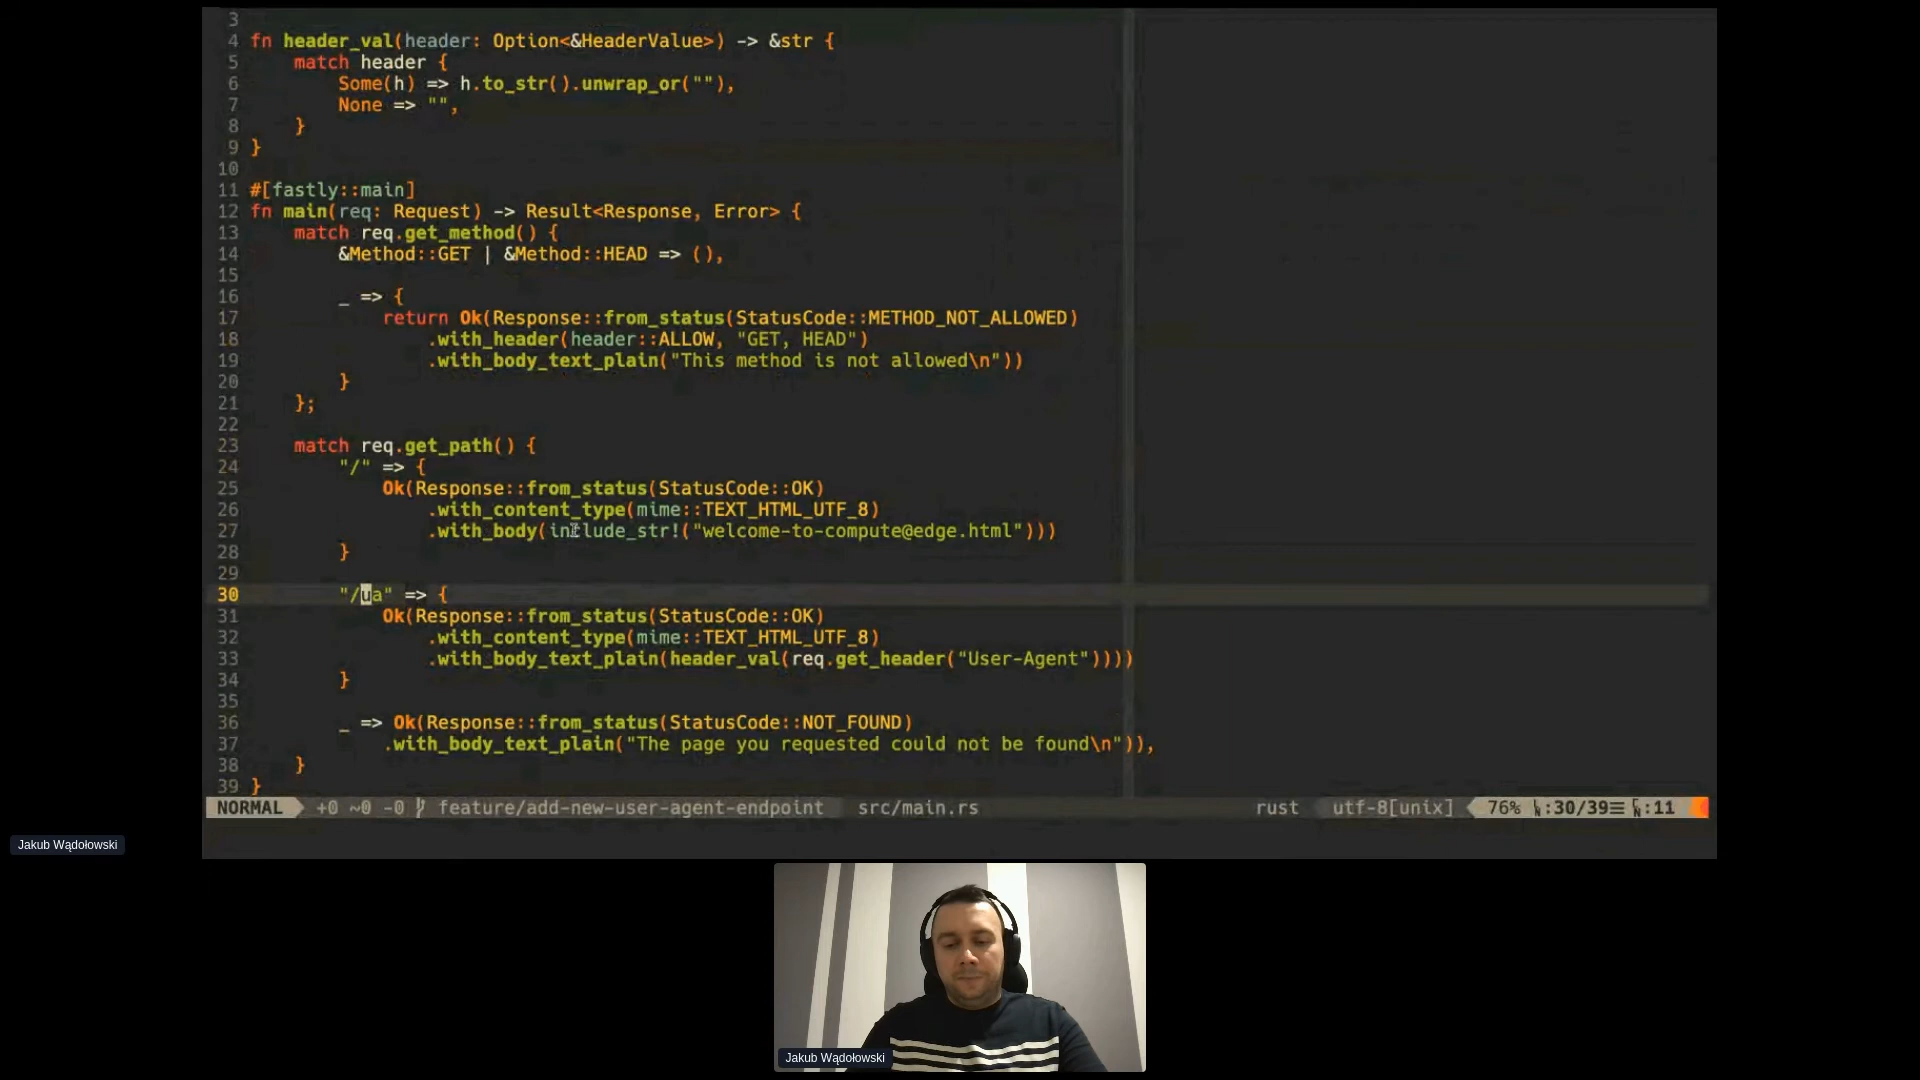 3
4 fn header_val(header: Option<&HeaderValue>) -> &str {
5     match header {
6         Some(h) => h.to_str().unwrap_or(""),
7         None => "",
8     }
9 }
10
11 #[fastly::main]
12 fn main(req: Request) -> Result<Response, Error> {
13     match req.get_method() {
14         &Method::GET | &Method::HEAD => (),
15
16         _ => {
17             return Ok(Response::from_status(StatusCode::METHOD_NOT_ALLOWED)
18                 .with_header(header::ALLOW, "GET, HEAD")
19                 .with_body_text_plain("This method is not allowed\n"))
20         }
21     };
22
23     match req.get_path() {
24         "/" => {
25             Ok(Response::from_status(StatusCode::OK)
26                 .with_content_type(mime::TEXT_HTML_UTF_8)
27                 .with_body(include_str!("welcome-to-compute@edge.html")))
28         }
29
30         "/ua" => {
31             Ok(Response::from_status(StatusCode::OK)
32                 .with_content_type(mime::TEXT_HTML_UTF_8)
33                 .with_body_text_plain(header_val(req.get_header("User-Agent"))))
34         }
35
36         _ => Ok(Response::from_status(StatusCode::NOT_FOUND)
37             .with_body_text_plain("The page you requested could not be found\n")),
38     }
39 }
NORMAL +0 ~0 -0 feature/add-new-user-agent-endpoint src/main.rs rust utf-8[unix] 76% :30/39 :11
Jakub Wądołowski
Jakub Wądołowski